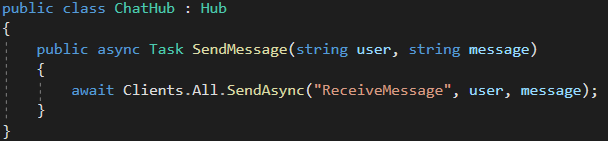 public class ChatHub : Hub
{
    public async Task SendMessage(string user, string message)
    {
        await Clients.All.SendAsync("ReceiveMessage", user, message);
    }
}